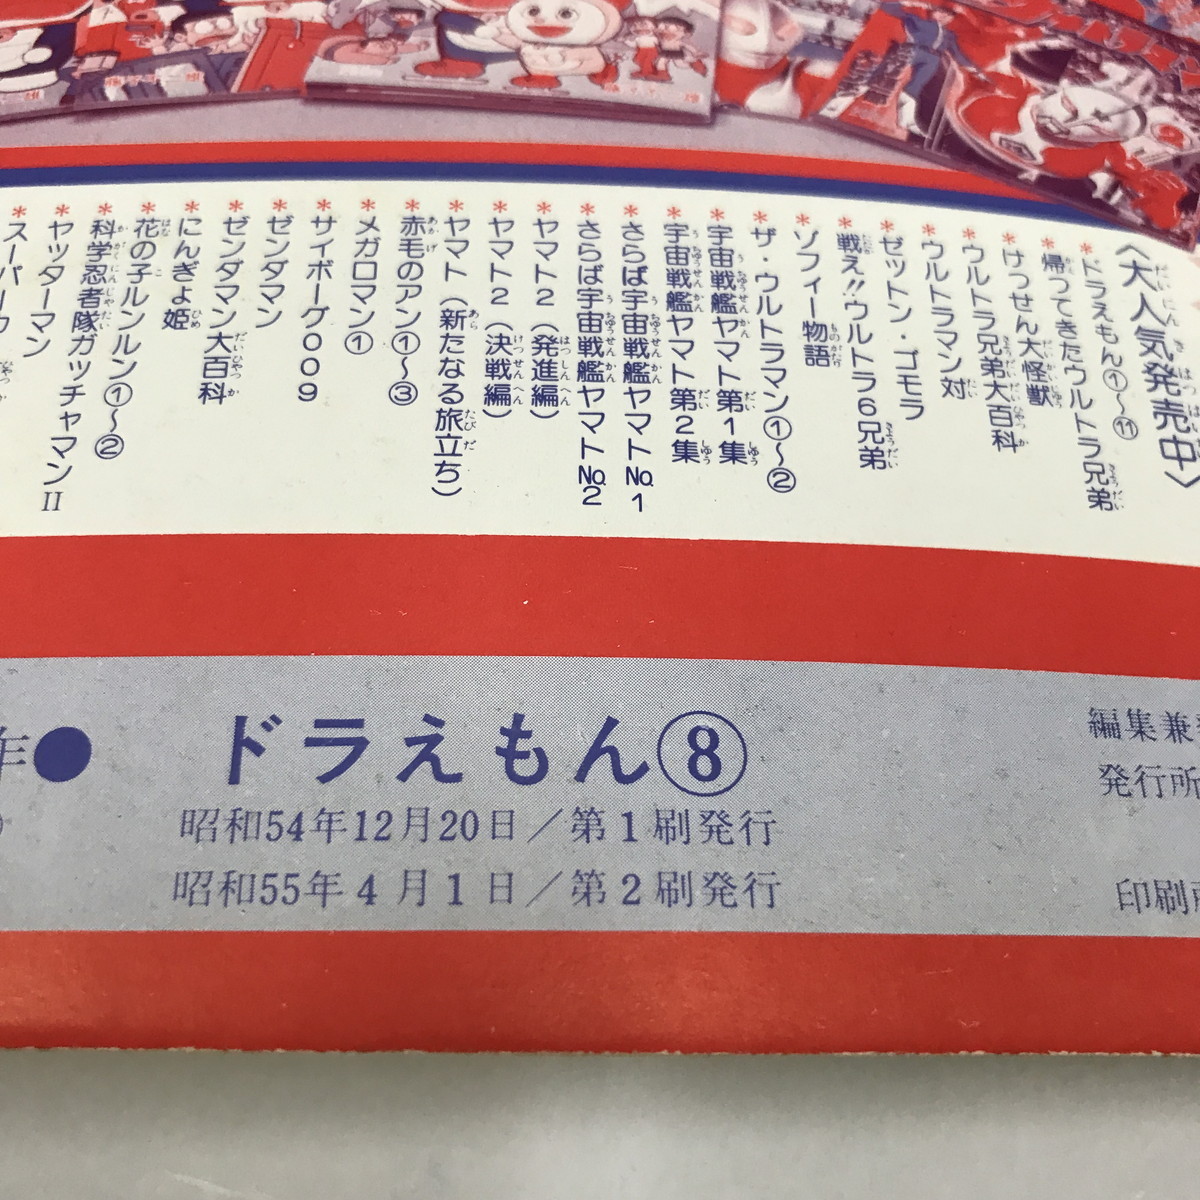 〈大人気発売中〉
*ドラえもん①～⑪
*帰ってきたウルトラ兄弟
*けっせん大怪獣
*ウルトラ兄弟大百科
*ウルトラマン対
*ゼットン・ゴモラ
*戦え!!ウルトラ6兄弟
*ゾフィー物語
*ザ・ウルトラマン①～②
*宇宙戦艦ヤマト第1集
*宇宙戦艦ヤマト第2集
*さらば宇宙戦艦ヤマトNo.1
*さらば宇宙戦艦ヤマトNo.2
*ヤマト2（発進編）
*ヤマト2（決戦編）
*ヤマト（新たなる旅立ち）
*赤毛のアン①～③
*メガロマン①
*サイボーグ009
*ゼンダマン
*ゼンダマン大百科
*にんぎょ姫
*花の子ルンルン①～②
*科学忍者隊ガッチャマンII
*ヤッターマン
*スーパーカ
年●
ドラえもん⑧
昭和54年12月20日／第1刷発行
昭和55年4月1日／第2刷発行
編集兼
発行所
印刷所